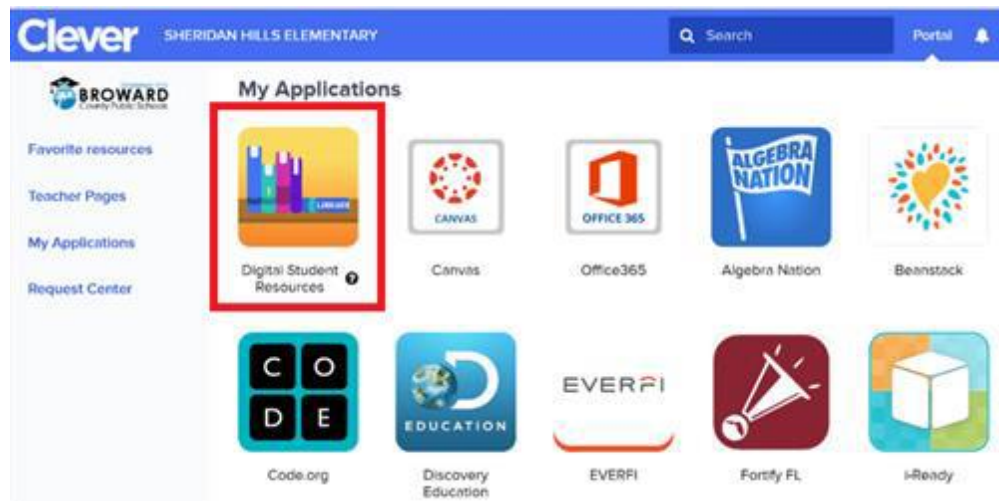 Clever SHERIDAN HILLS ELEMENTARY Search Portal
BROWARD
County Public Schools
My Applications
Favorite resources
Teacher Pages
My Applications
Request Center
LIBRARY
CANVAS
OFFICE 365
ALGEBRA
NATION
Digital Student
Resources ?
Canvas
Office365
Algebra Nation
Beanstack
C O
D E
EDUCATION
EVERFI
Code.org
Discovery
Education
EVERFI
Fortify FL
i-Ready